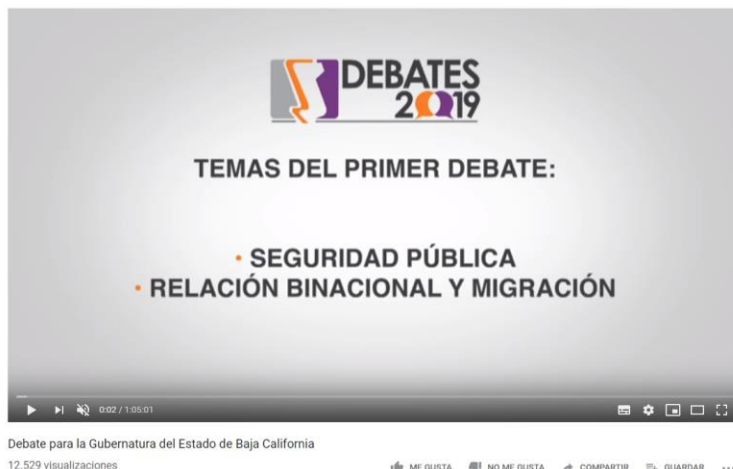 DEBATES
2019
TEMAS DEL PRIMER DEBATE:
• SEGURIDAD PÚBLICA
• RELACIÓN BINACIONAL Y MIGRACIÓN
0:02 / 1:05:01
Debate para la Gubernatura del Estado de Baja California
12.529 visualizaciones ME GUSTA NO ME GUSTA COMPARTIR GUARDAR